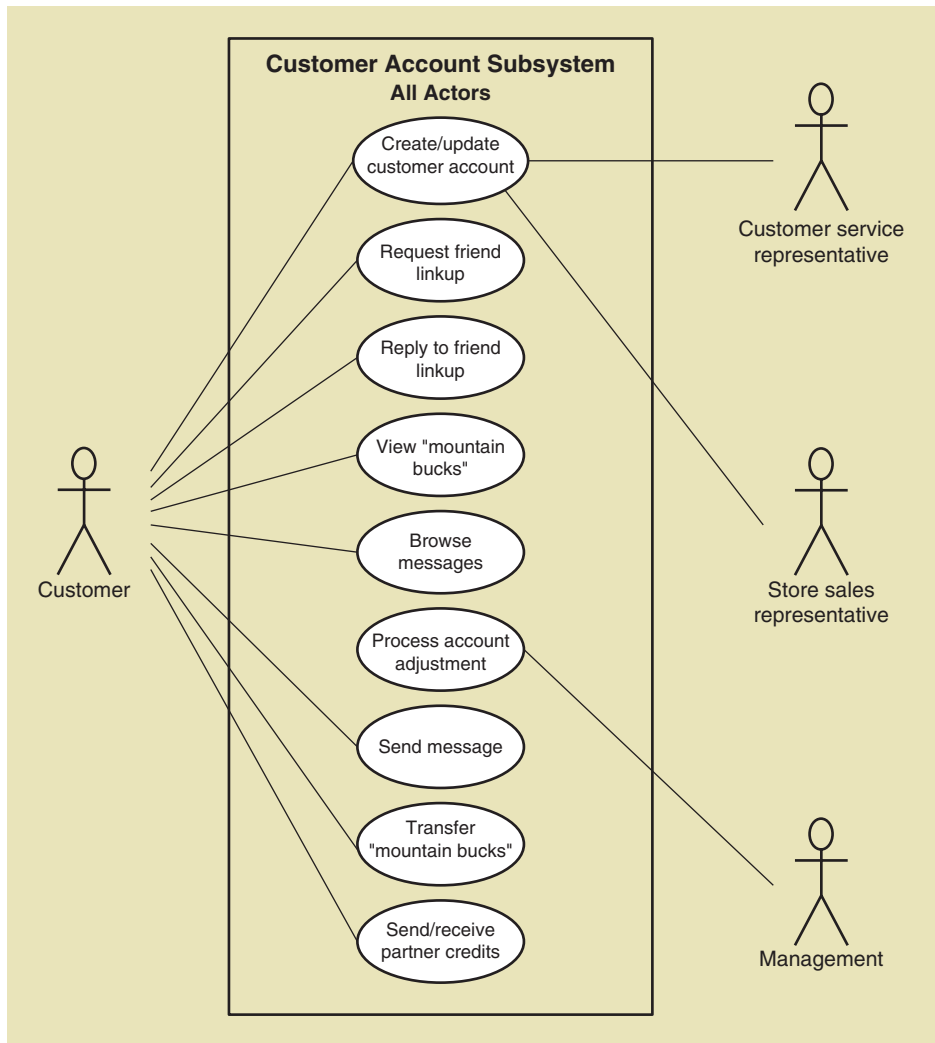 Customer Account Subsystem
All Actors
Create/update
customer account
Request friend
linkup
Reply to friend
linkup
View "mountain
bucks"
Browse
messages
Process account
adjustment
Send message
Transfer
"mountain bucks"
Send/receive
partner credits
Customer
Customer service
representative
Store sales
representative
Management